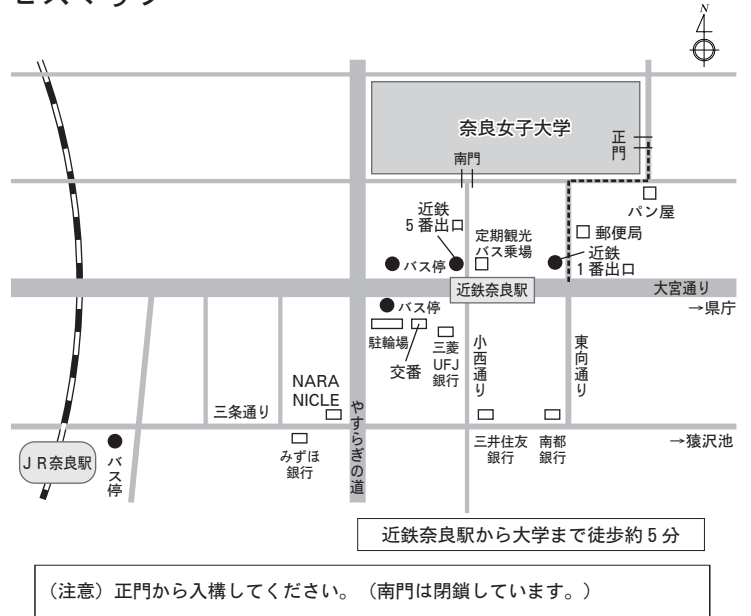 N
奈良女子大学
正門
南門
パン屋
近鉄
5番出口
定期観光
バス乗場
郵便局
近鉄
1番出口
バス停
近鉄奈良駅
大宮通り
→県庁
バス停
駐輪場
交番
三菱
UFJ
銀行
小西通り
東向通り
NARA
NICLE
三条通り
やすらぎの道
みずほ
銀行
三井住友
銀行
南都
銀行
→猿沢池
JR奈良駅
バス停
近鉄奈良駅から大学まで徒歩約5分
（注意）正門から入構してください。（南門は閉鎖しています。）